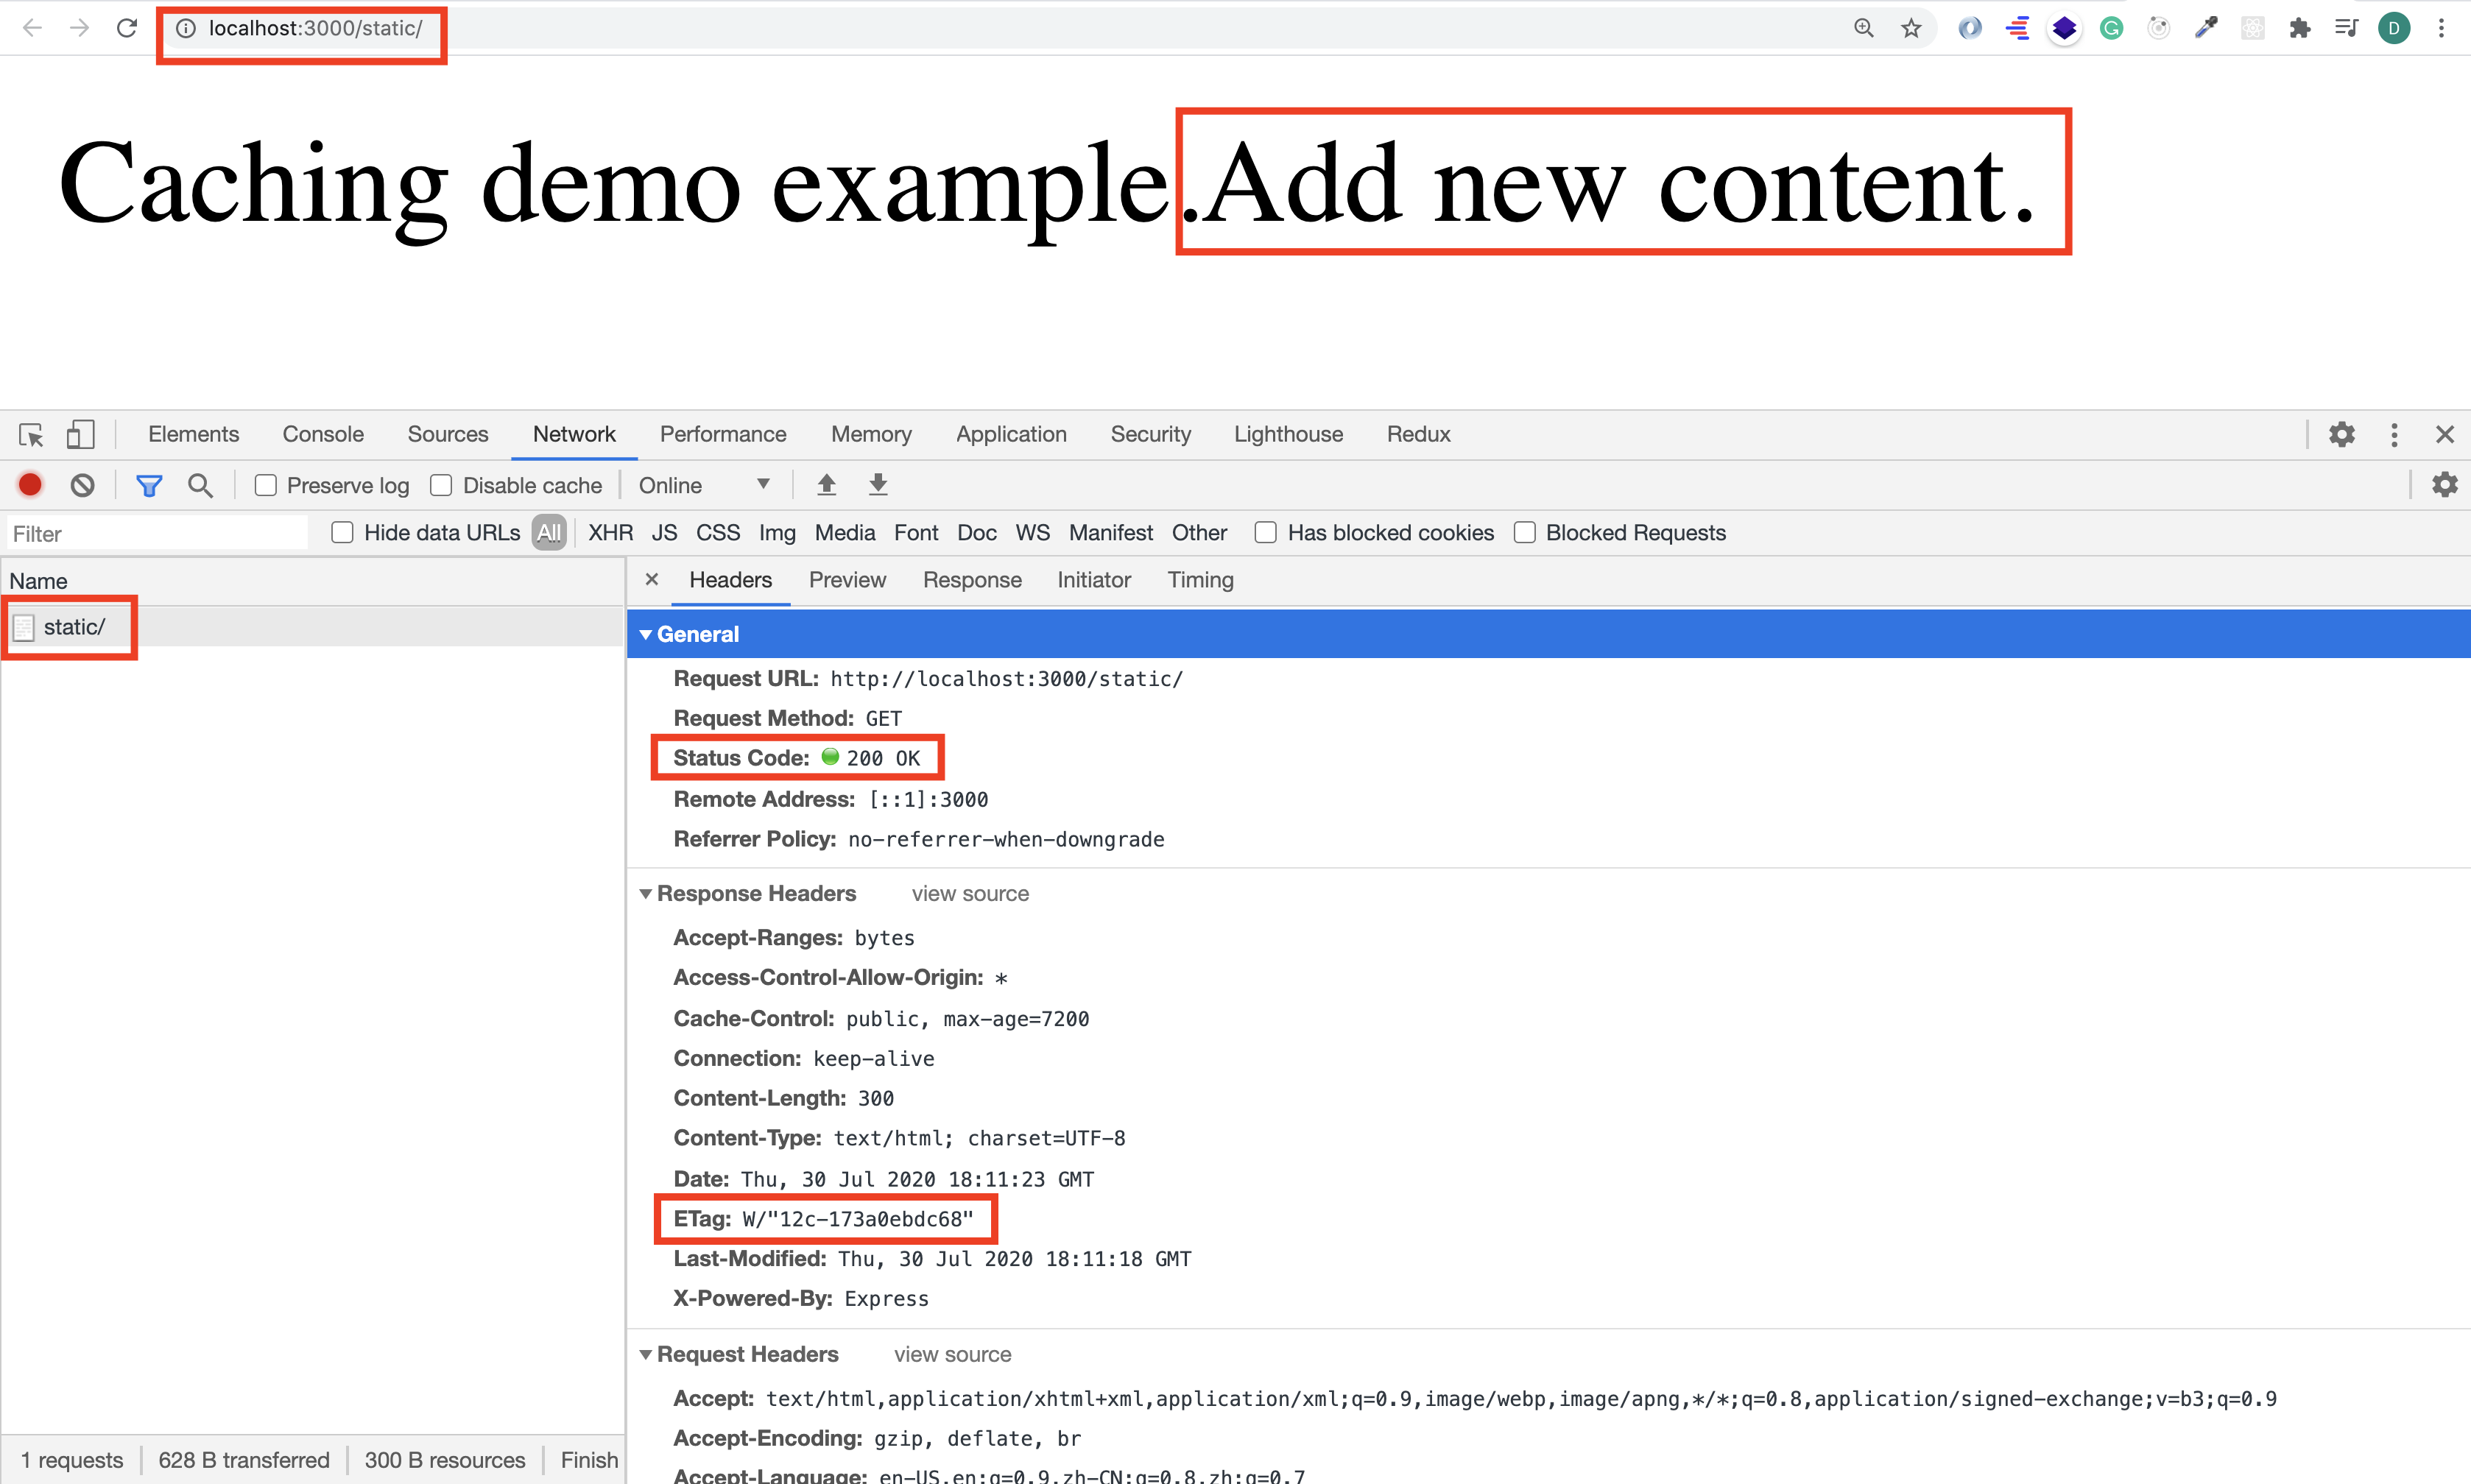 localhost:3000/static/
D
Caching demo example.Add new content.
Elements Console Sources Network Performance Memory Application Security Lighthouse Redux
Preserve log Disable cache Online
Filter Hide data URLs All XHR JS CSS Img Media Font Doc WS Manifest Other Has blocked cookies Blocked Requests
Name
static/
Headers Preview Response Initiator Timing
General
Request URL: http://localhost:3000/static/
Request Method: GET
Status Code: 200 OK
Remote Address: [::1]:3000
Referrer Policy: no-referrer-when-downgrade
Response Headers view source
Accept-Ranges: bytes
Access-Control-Allow-Origin: *
Cache-Control: public, max-age=7200
Connection: keep-alive
Content-Length: 300
Content-Type: text/html; charset=UTF-8
Date: Thu, 30 Jul 2020 18:11:23 GMT
ETag: W/"12c-173a0ebdc68"
Last-Modified: Thu, 30 Jul 2020 18:11:18 GMT
X-Powered-By: Express
Request Headers view source
Accept: text/html,application/xhtml+xml,application/xml;q=0.9,image/webp,image/apng,*/*;q=0.8,application/signed-exchange;v=b3;q=0.9
Accept-Encoding: gzip, deflate, br
Accept-Language: en-US,en;q=0.9,zh-CN;q=0.8,zh;q=0.7
1 requests 628 B transferred 300 B resources Finish